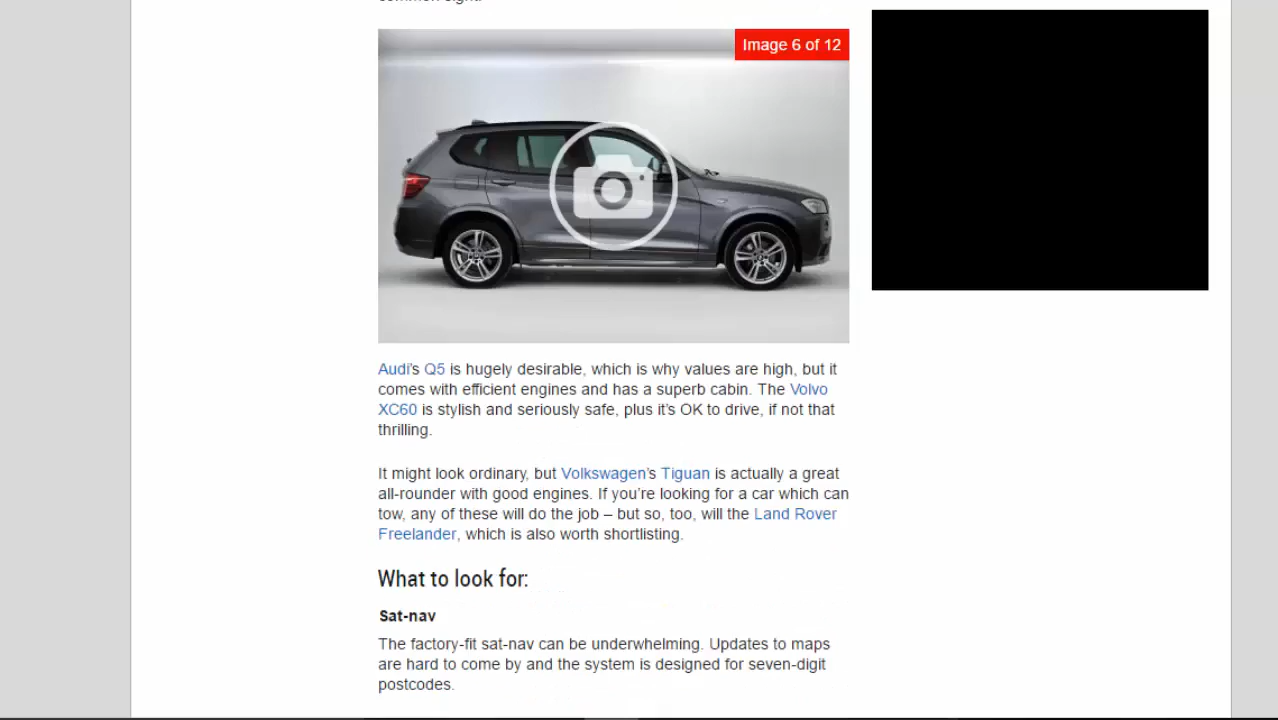 Image 6 of 12
Audi's Q5 is hugely desirable, which is why values are high, but it
comes with efficient engines and has a superb cabin. The Volvo
XC60 is stylish and seriously safe, plus it's OK to drive, if not that
thrilling.
It might look ordinary, but Volkswagen's Tiguan is actually a great
all-rounder with good engines. If you're looking for a car which can
tow, any of these will do the job – but so, too, will the Land Rover
Freelander, which is also worth shortlisting.
What to look for:
Sat-nav
The factory-fit sat-nav can be underwhelming. Updates to maps
are hard to come by and the system is designed for seven-digit
postcodes.